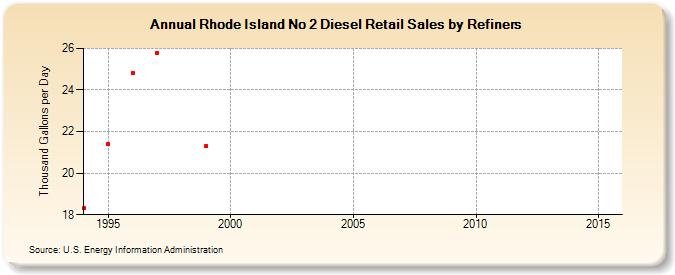 Annual Rhode Island No 2 Diesel Retail Sales by Refiners
Thousand Gallons per Day
26
24
22
20
18
1995 2000 2005 2010 2015
Source: U.S. Energy Information Administration